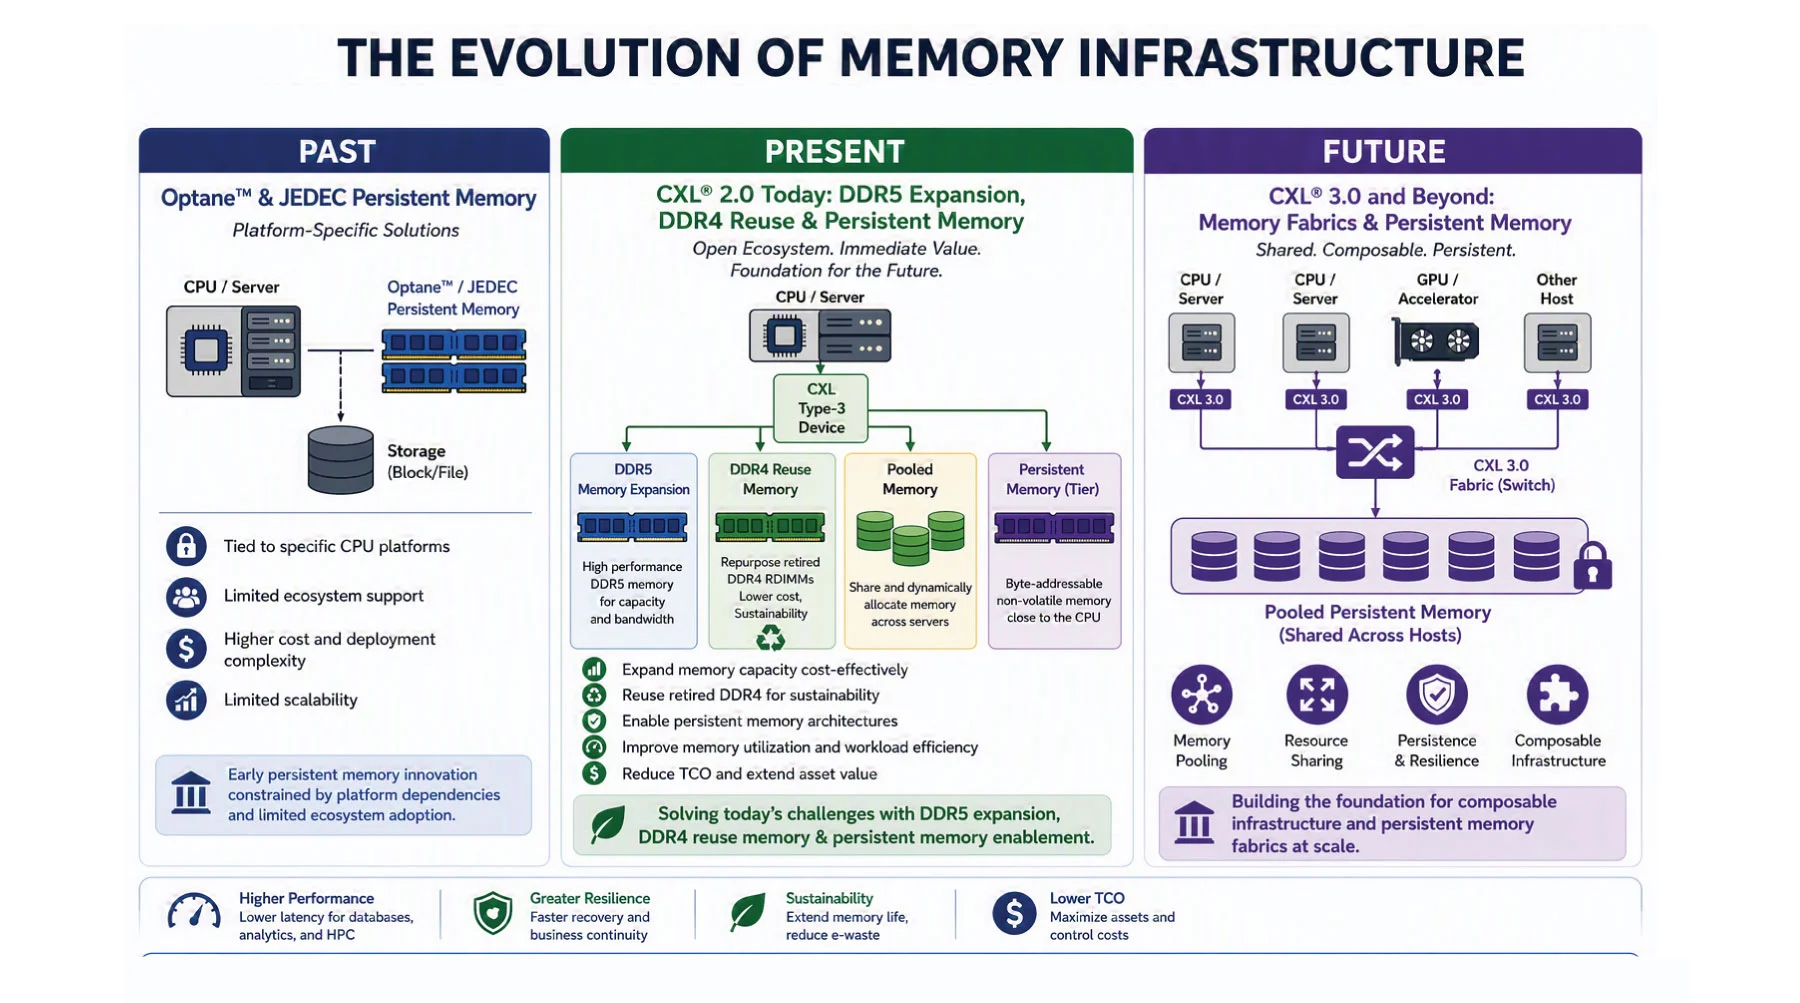 THE EVOLUTION OF MEMORY INFRASTRUCTURE
PAST
Optane™ & JEDEC Persistent Memory
Platform-Specific Solutions
CPU / Server
Optane™ / JEDEC
Persistent Memory
Storage
(Block/File)
Tied to specific CPU platforms
Limited ecosystem support
Higher cost and deployment
complexity
Limited scalability
Early persistent memory innovation
constrained by platform dependencies
and limited ecosystem adoption.
PRESENT
CXL® 2.0 Today: DDR5 Expansion,
DDR4 Reuse & Persistent Memory
Open Ecosystem. Immediate Value.
Foundation for the Future.
CPU / Server
CXL
Type-3
Device
DDR5
Memory Expansion
High performance
DDR5 memory
for capacity
and bandwidth
DDR4 Reuse
Memory
Repurpose retired
DDR4 RDIMMs
Lower cost,
Sustainability
Pooled
Memory
Share and dynamically
allocate memory
across servers
Persistent
Memory (Tier)
Byte-addressable
non-volatile memory
close to the CPU
Expand memory capacity cost-effectively
Reuse retired DDR4 for sustainability
Enable persistent memory architectures
Improve memory utilization and workload efficiency
Reduce TCO and extend asset value
Solving today's challenges with DDR5 expansion,
DDR4 reuse memory & persistent memory enablement.
FUTURE
CXL® 3.0 and Beyond:
Memory Fabrics & Persistent Memory
Shared. Composable. Persistent.
CPU /
Server
CPU /
Server
GPU /
Accelerator
Other
Host
CXL 3.0
CXL 3.0
CXL 3.0
CXL 3.0
CXL 3.0
Fabric (Switch)
Pooled Persistent Memory
(Shared Across Hosts)
Memory
Pooling
Resource
Sharing
Persistence
& Resilience
Composable
Infrastructure
Building the foundation for composable
infrastructure and persistent memory
fabrics at scale.
Higher Performance
Lower latency for databases,
analytics, and HPC
Greater Resilience
Faster recovery and
business continuity
Sustainability
Extend memory life,
reduce e-waste
Lower TCO
Maximize assets and
control costs